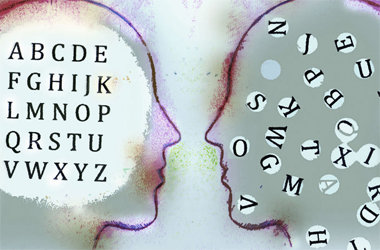 ABCDE
FGHIJK
LMNOP
QRSTU
VWXYZ
N J E U
P B
S K R
O W S T X I
G M A
V L
H D